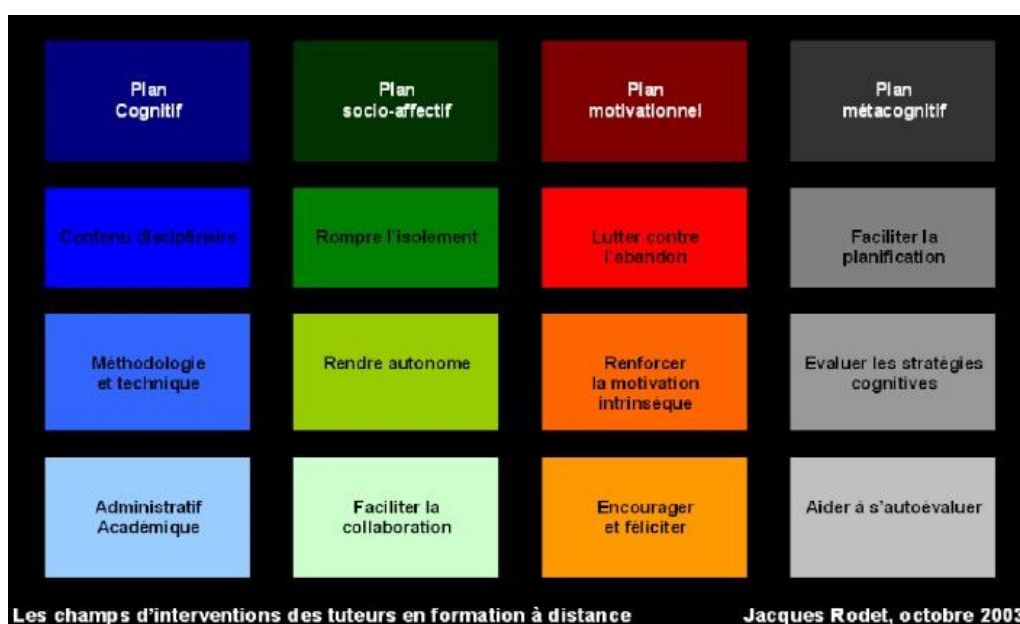 Plan
Cognitif
Plan
socio-affectif
Plan
motivationnel
Plan
métacognitif
Contenu disciplinaire
Rompre l'isolement
Lutter contre
l'abandon
Faciliter la
planification
Méthodologie
et technique
Rendre autonome
Renforcer
la motivation
intrinsèque
Evaluer les stratégies
cognitives
Administratif
Académique
Faciliter la
collaboration
Encourager
et féliciter
Aider à s'autoévaluer
Les champs d'interventions des tuteurs en formation à distance
Jacques Rodet, octobre 2003